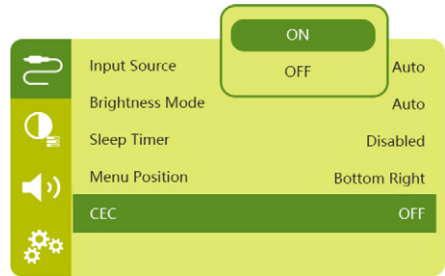 ON
OFF
Input Source Auto
Brightness Mode Auto
Sleep Timer Disabled
Menu Position Bottom Right
CEC OFF